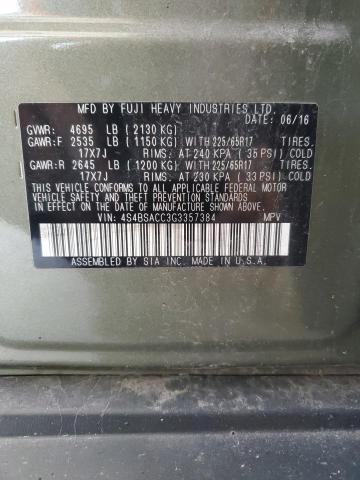 MFD BY FUJI HEAVY INDUSTRIES LTD.
DATE: 06/16
GVWR: 4695 LB (2130 KG)
GAWR:F 2535 LB (1150 KG) WITH 225/65R17 TIRES,
17X7J RIMS, AT 240 KPA (35 PSI) COLD
GAWR:R 2645 LB (1200 KG) WITH 225/65R17 TIRES,
17X7J RIMS, AT 230 KPA (33 PSI) COLD
THIS VEHICLE CONFORMS TO ALL APPLICABLE FEDERAL MOTOR
VEHICLE SAFETY STANDARDS IN EFFECT ON THE
DATE OF MANUFACTURE SHOWN ABOVE.
VIN: 4S4BSACC3G3357384 MPV
ASSEMBLED BY SIA INC. MADE IN U.S.A.